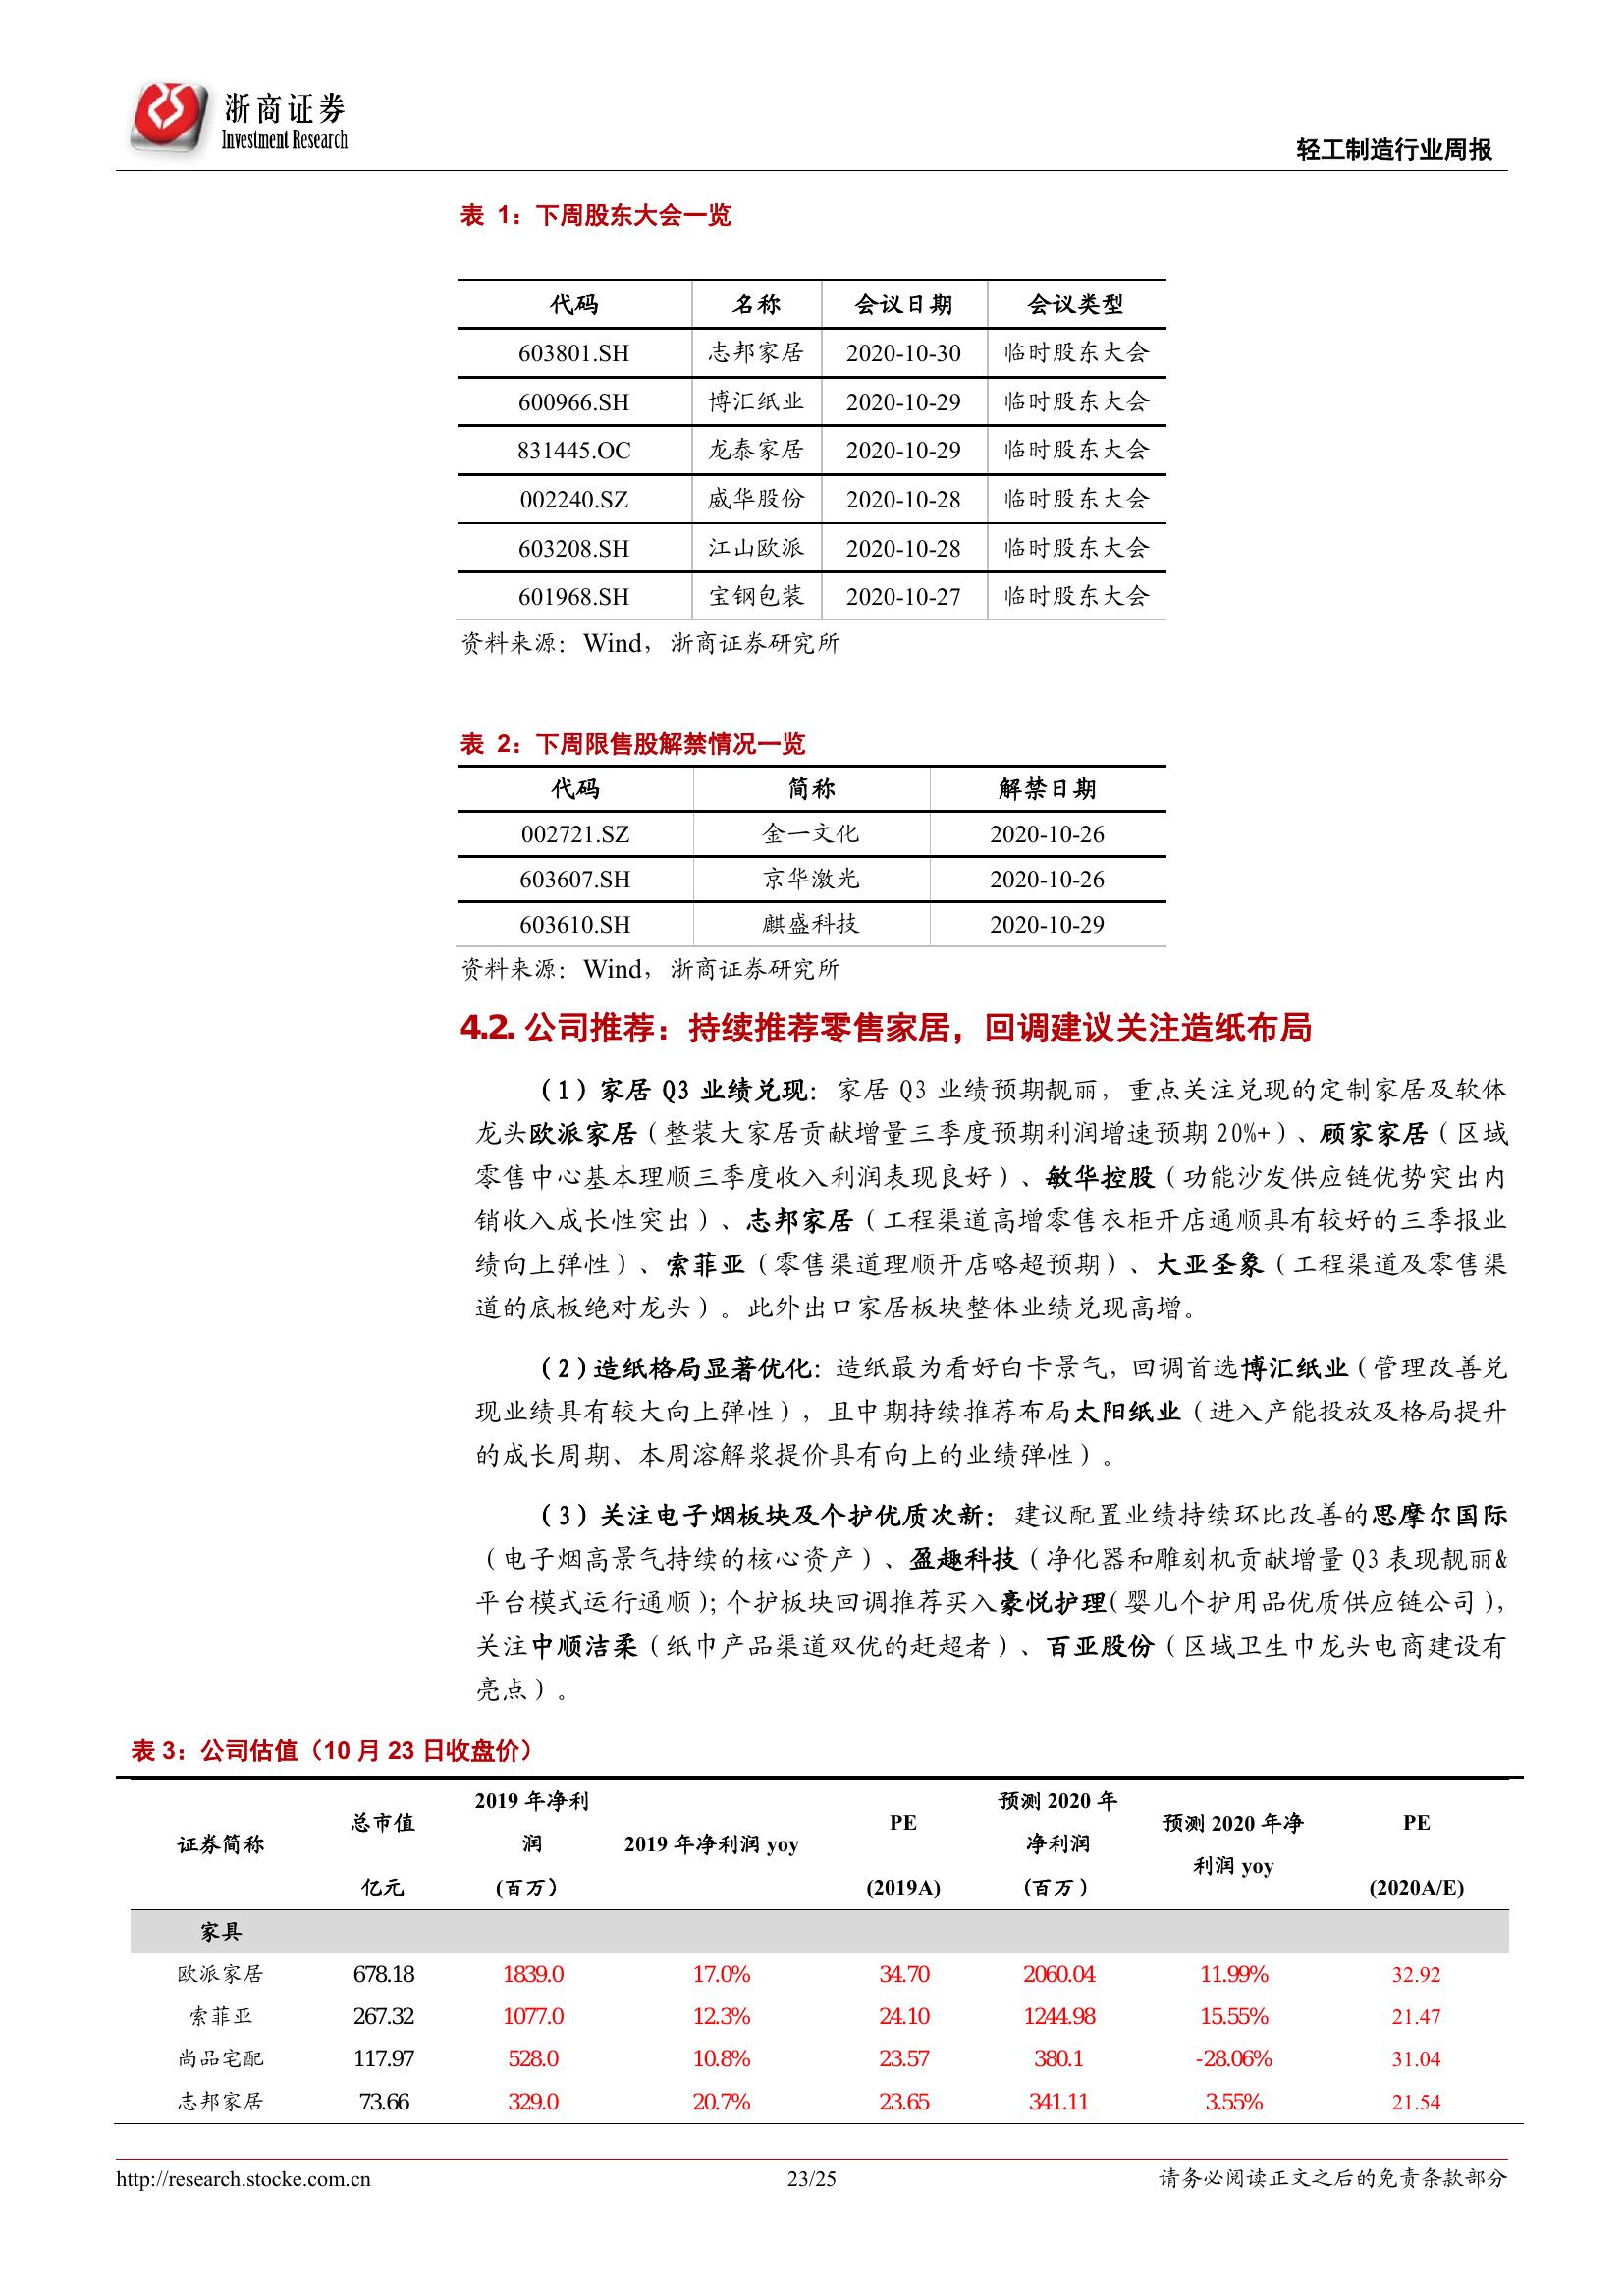 浙商证券
Investment Research
轻工制造行业周报
表 1：下周股东大会一览
代码 名称 会议日期 会议类型
603801.SH 志邦家居 2020-10-30 临时股东大会
600966.SH 博汇纸业 2020-10-29 临时股东大会
831445.OC 龙泰家居 2020-10-29 临时股东大会
002240.SZ 威华股份 2020-10-28 临时股东大会
603208.SH 江山欧派 2020-10-28 临时股东大会
601968.SH 宝钢包装 2020-10-27 临时股东大会
资料来源：Wind，浙商证券研究所
表 2：下周限售股解禁情况一览
代码 简称 解禁日期
002721.SZ 金一文化 2020-10-26
603607.SH 京华激光 2020-10-26
603610.SH 麒盛科技 2020-10-29
资料来源：Wind，浙商证券研究所
4.2. 公司推荐：持续推荐零售家居，回调建议关注造纸布局
（1）家居 Q3 业绩兑现：家居 Q3 业绩预期靓丽，重点关注兑现的定制家居及软体
龙头欧派家居（整装大家居贡献增量三季度预期利润增速预期 20%+）、顾家家居（区域
零售中心基本理顺三季度收入利润表现良好）、敏华控股（功能沙发供应链优势突出内
销收入成长性突出）、志邦家居（工程渠道高增零售衣柜开店通顺具有较好的三季报业
绩向上弹性）、索菲亚（零售渠道理顺开店略超预期）、大亚圣象（工程渠道及零售渠
道的底板绝对龙头）。此外出口家居板块整体业绩兑现高增。
（2）造纸格局显著优化：造纸最为看好白卡景气，回调首选博汇纸业（管理改善兑
现业绩具有较大向上弹性），且中期持续推荐布局太阳纸业（进入产能投放及格局提升
的成长周期、本周溶解浆提价具有向上的业绩弹性）。
（3）关注电子烟板块及个护优质次新：建议配置业绩持续环比改善的思摩尔国际
（电子烟高景气持续的核心资产）、盈趣科技（净化器和雕刻机贡献增量 Q3 表现靓丽&
平台模式运行通顺）；个护板块回调推荐买入豪悦护理（婴儿个护用品优质供应链公司），
关注中顺洁柔（纸巾产品渠道双优的赶超者）、百亚股份（区域卫生巾龙头电商建设有
亮点）。
表 3：公司估值（10 月 23 日收盘价）
证券简称 总市值 亿元 2019 年净利润 (百万） 2019 年净利润 yoy PE (2019A) 预测 2020 年净利润 (百万 ) 预测 2020 年净利润 yoy PE (2020A/E)
家具
欧派家居 678.18 1839.0 17.0% 34.70 2060.04 11.99% 32.92
索菲亚 267.32 1077.0 12.3% 24.10 1244.98 15.55% 21.47
尚品宅配 117.97 528.0 10.8% 23.57 380.1 -28.06% 31.04
志邦家居 73.66 329.0 20.7% 23.65 341.11 3.55% 21.54
http://research.stocke.com.cn 23/25 请务必阅读正文之后的免责条款部分